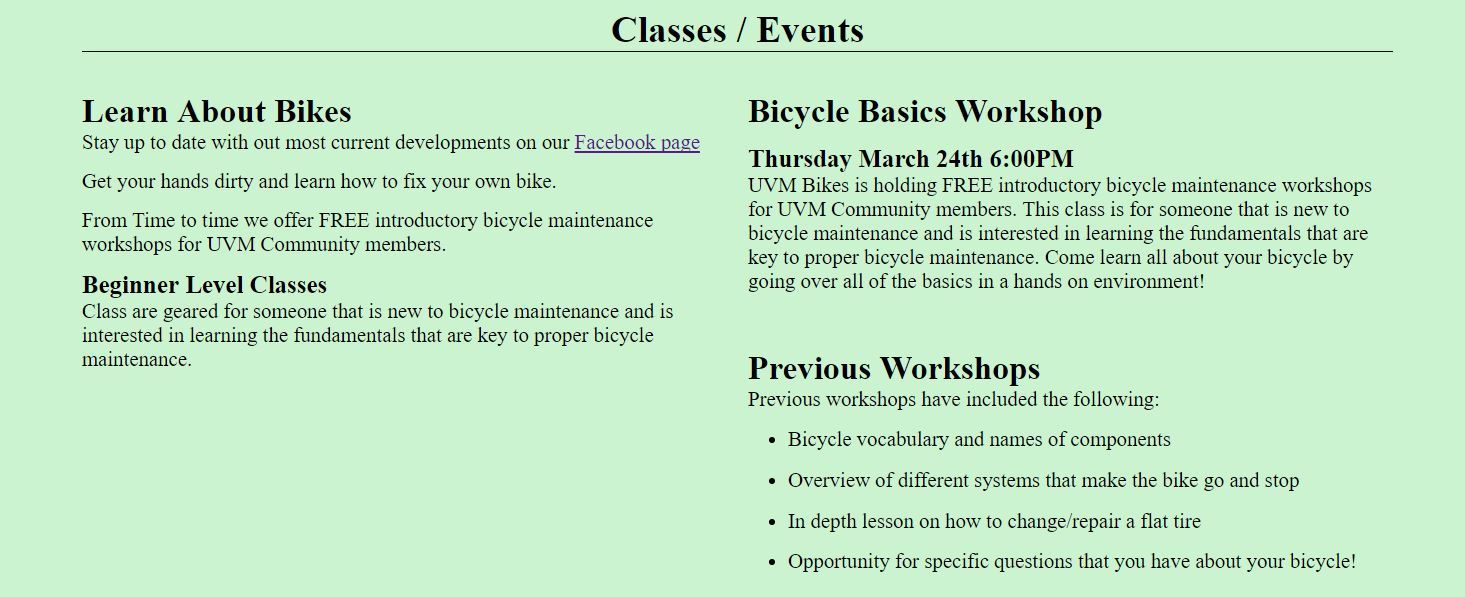 Classes / Events
Learn About Bikes
Stay up to date with out most current developments on our Facebook page
Get your hands dirty and learn how to fix your own bike.
From Time to time we offer FREE introductory bicycle maintenance
workshops for UVM Community members.
Beginner Level Classes
Class are geared for someone that is new to bicycle maintenance and is
interested in learning the fundamentals that are key to proper bicycle
maintenance.
Bicycle Basics Workshop
Thursday March 24th 6:00PM
UVM Bikes is holding FREE introductory bicycle maintenance workshops
for UVM Community members. This class is for someone that is new to
bicycle maintenance and is interested in learning the fundamentals that are
key to proper bicycle maintenance. Come learn all about your bicycle by
going over all of the basics in a hands on environment!
Previous Workshops
Previous workshops have included the following:
• Bicycle vocabulary and names of components
• Overview of different systems that make the bike go and stop
• In depth lesson on how to change/repair a flat tire
• Opportunity for specific questions that you have about your bicycle!